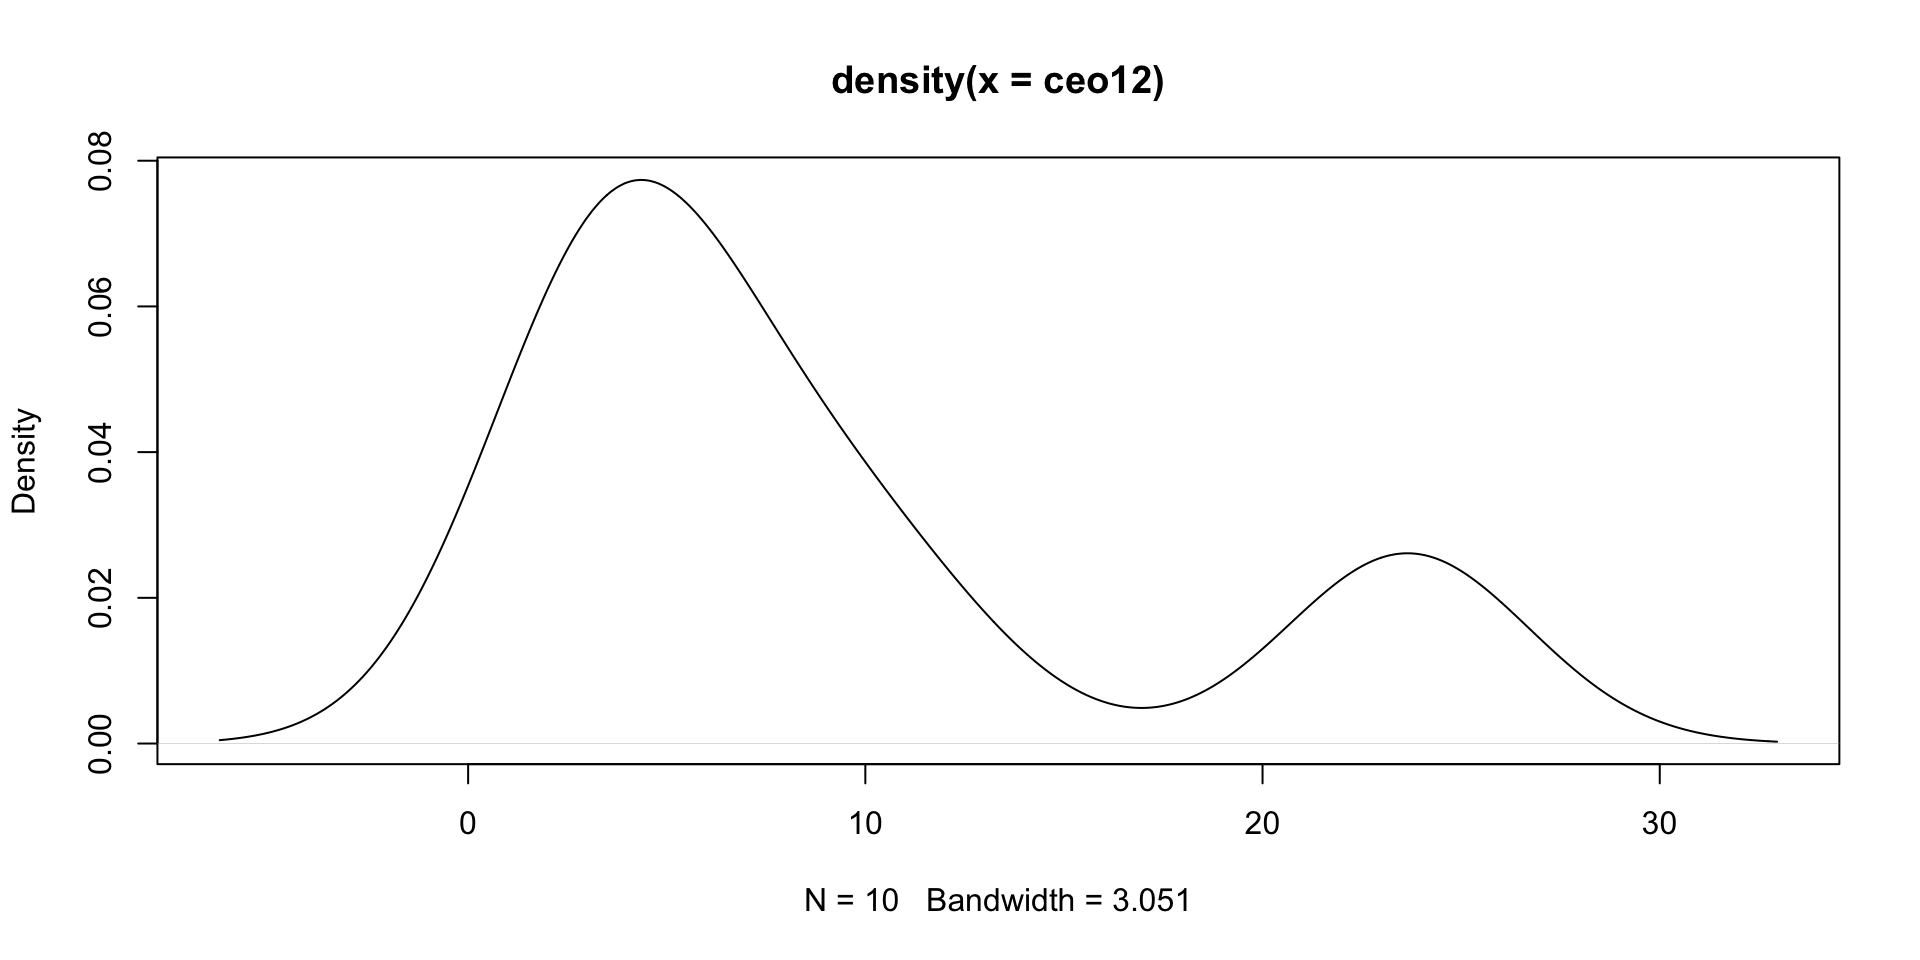 density(x = ceo12)
Density
0.08
0.06
0.04
0.02
0.00
0 10 20 30
N = 10 Bandwidth = 3.051